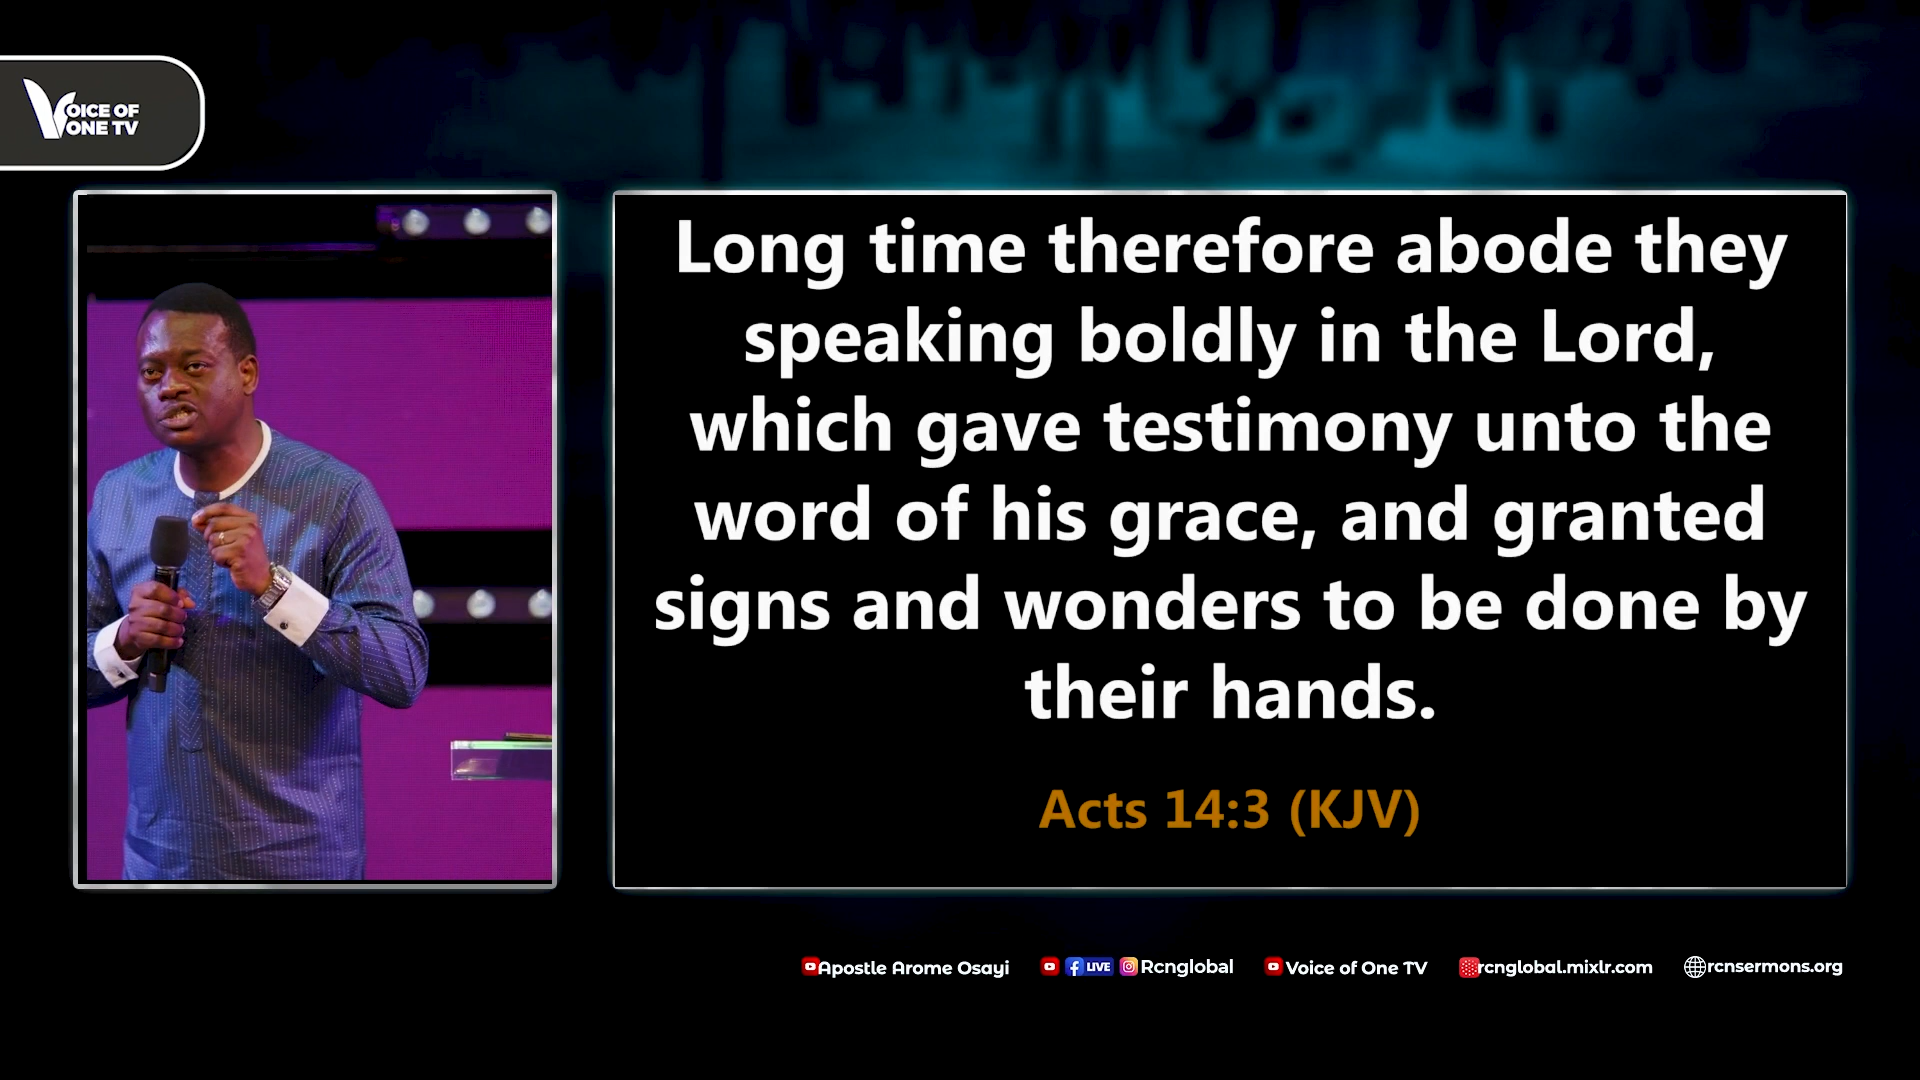 VOICE OF
ONE TV
Long time therefore abode they
speaking boldly in the Lord,
which gave testimony unto the
word of his grace, and granted
signs and wonders to be done by
their hands.
Acts 14:3 (KJV)
Apostle Arome Osayi LIVE Rcnglobal Voice of One TV rcnglobal.mixlr.com rcnsermons.org